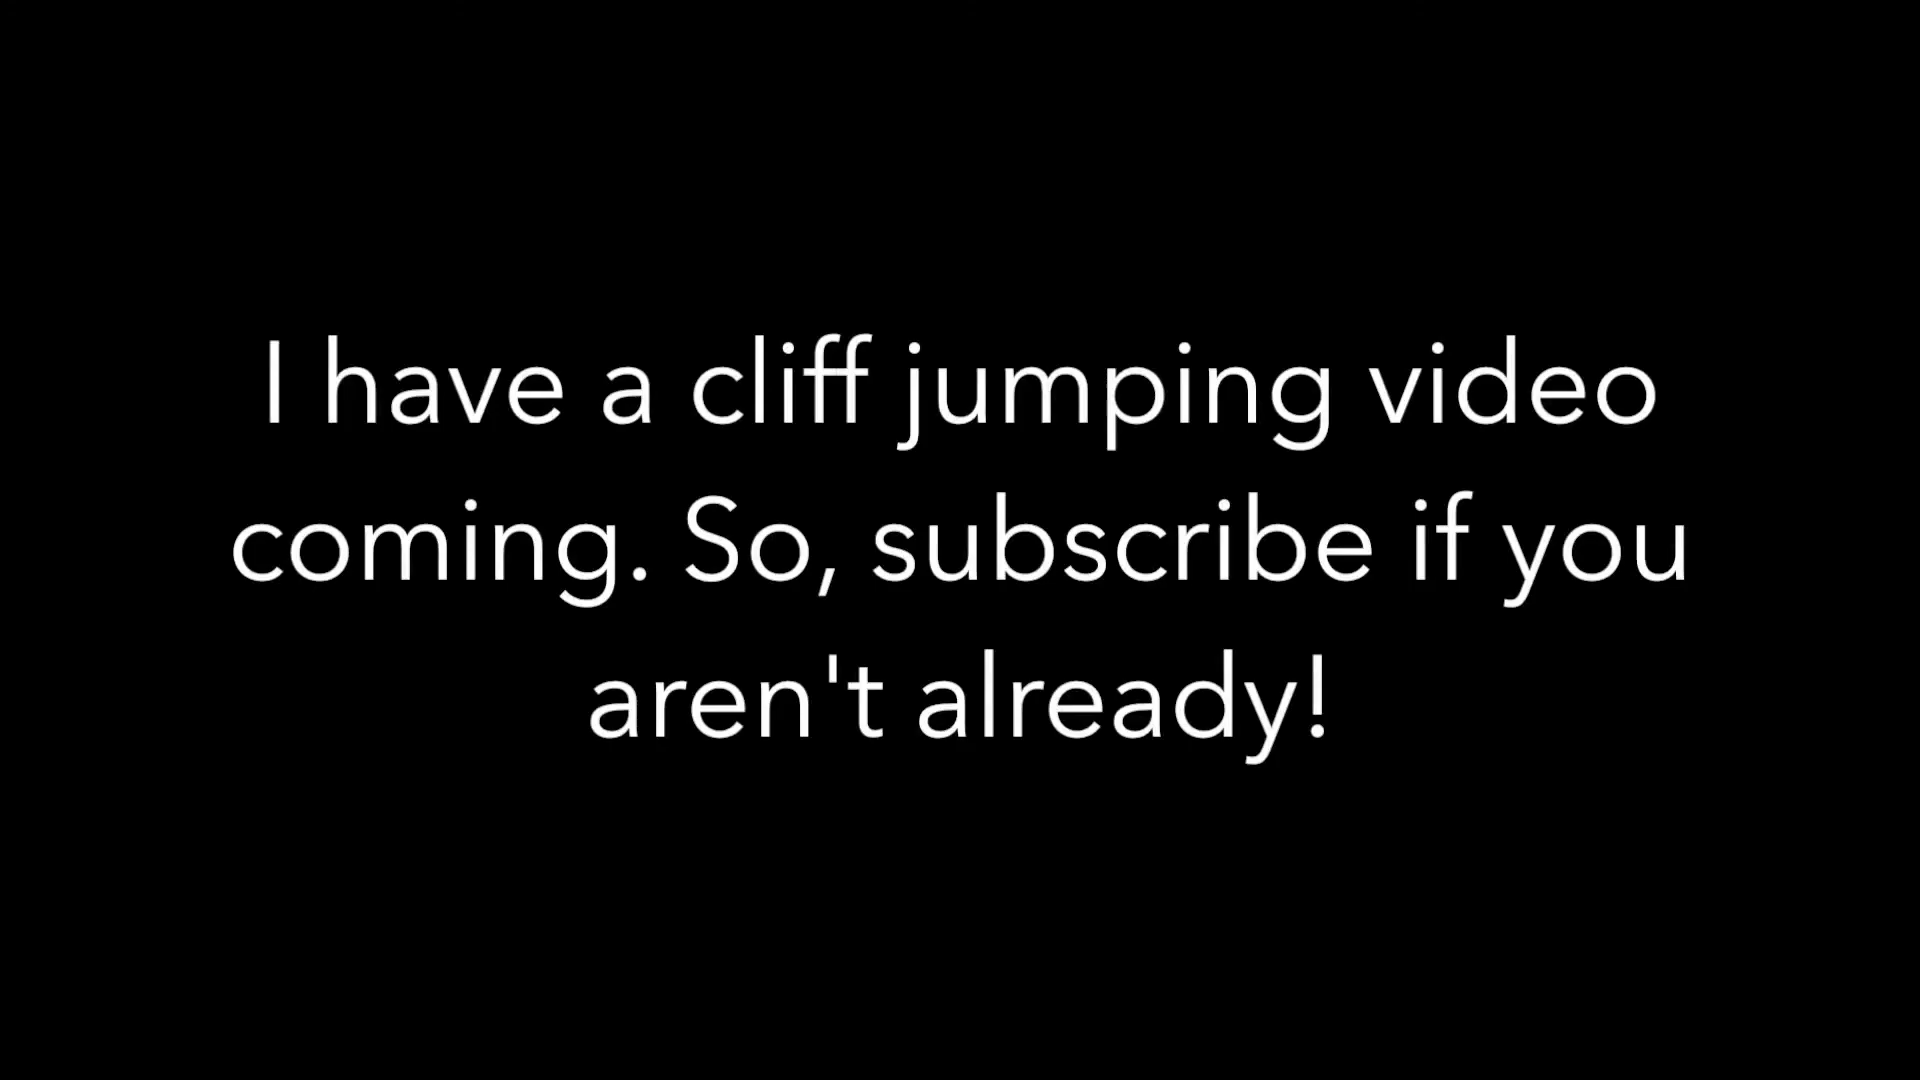 I have a cliff jumping video
coming. So, subscribe if you
aren't already!